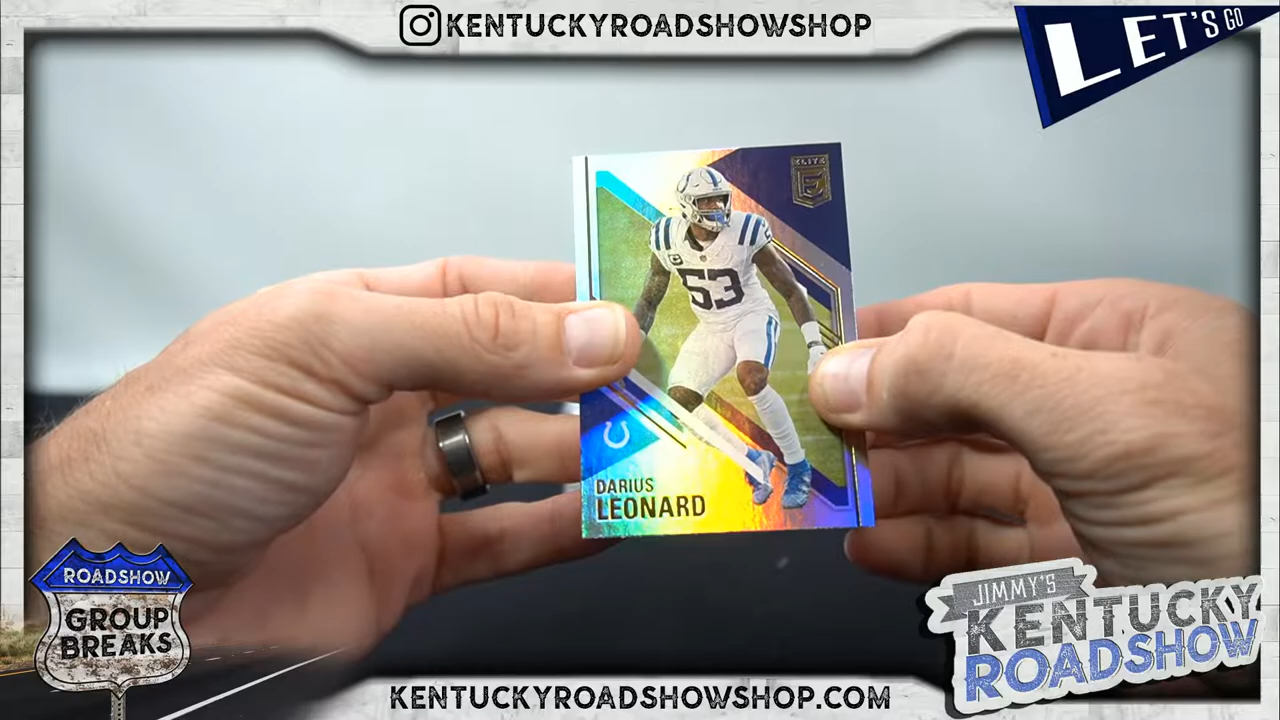 KENTUCKYROADSHOWSHOP
LET'S GO
ELITE
E
53
DARIUS
LEONARD
ROADSHOW
GROUP
BREAKS
JIMMY'S
KENTUCKY
ROADSHOW
KENTUCKYROADSHOWSHOP.COM